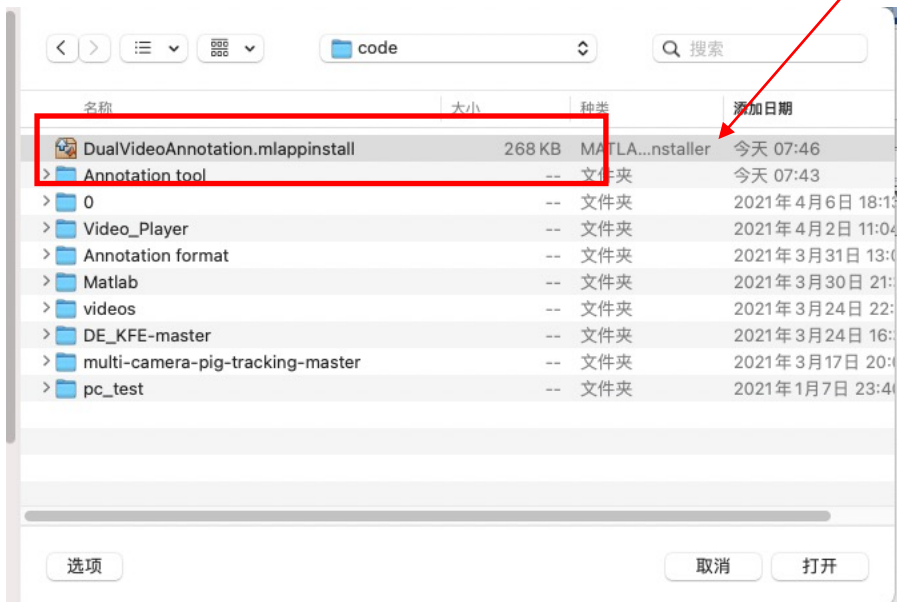 code 搜索
名称 大小 种类 添加日期
DualVideoAnnotation.mlappinstall 268 KB MATLA...nstaller 今天 07:46
Annotation tool -- 文件夹 今天 07:43
0 -- 文件夹 2021年4月6日 18:13
Video_Player -- 文件夹 2021年4月2日 11:04
Annotation format -- 文件夹 2021年3月31日 13:0
Matlab -- 文件夹 2021年3月30日 21:
videos -- 文件夹 2021年3月24日 22:
DE_KFE-master -- 文件夹 2021年3月24日 16:
multi-camera-pig-tracking-master -- 文件夹 2021年3月17日 20:
pc_test -- 文件夹 2021年1月7日 23:4
选项 取消 打开